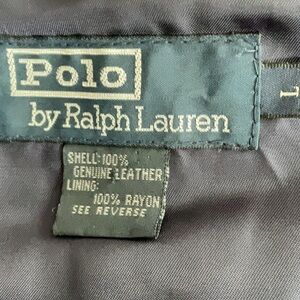 Polo
by Ralph Lauren
L
SHELL: 100%
GENUINE LEATHER
LINING:
100% RAYON
SEE REVERSE